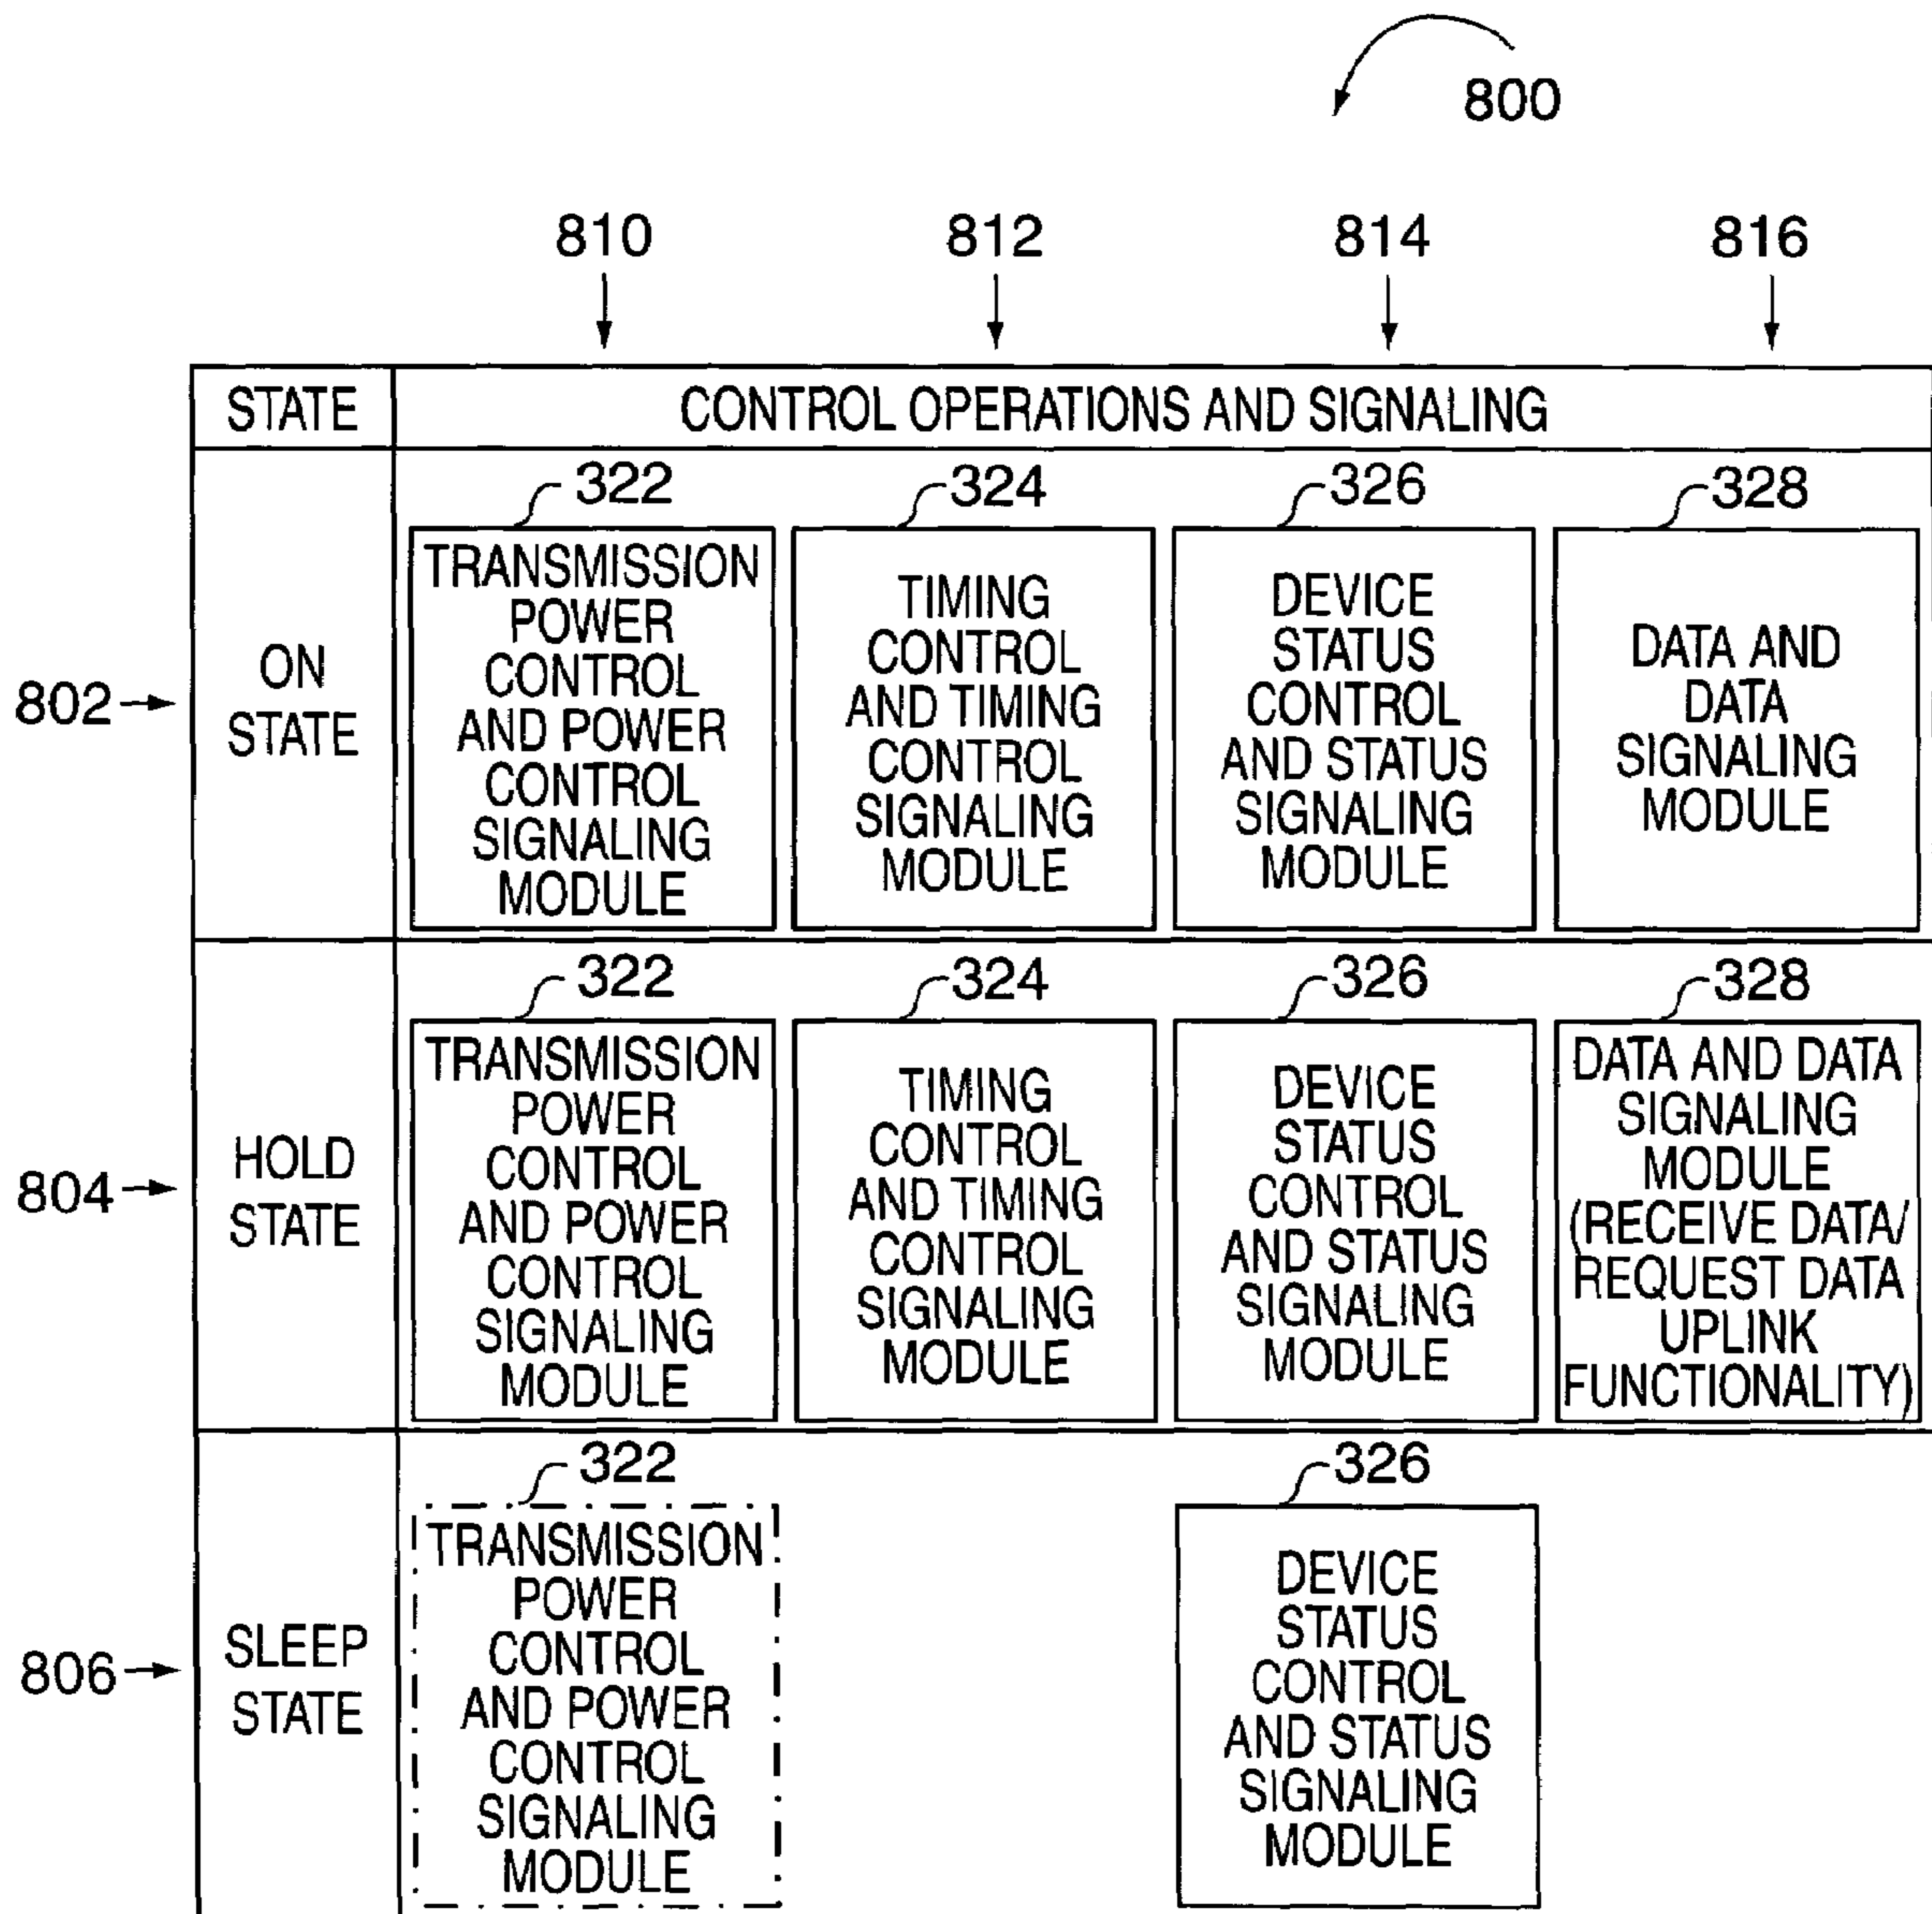 800
810 812 814 816
STATE CONTROL OPERATIONS AND SIGNALING
802
ON
STATE
322
TRANSMISSION
POWER
CONTROL
AND POWER
CONTROL
SIGNALING
MODULE
324
TIMING
CONTROL
AND TIMING
CONTROL
SIGNALING
MODULE
326
DEVICE
STATUS
CONTROL
AND STATUS
SIGNALING
MODULE
328
DATA AND
DATA
SIGNALING
MODULE
804
HOLD
STATE
322
TRANSMISSION
POWER
CONTROL
AND POWER
CONTROL
SIGNALING
MODULE
324
TIMING
CONTROL
AND TIMING
CONTROL
SIGNALING
MODULE
326
DEVICE
STATUS
CONTROL
AND STATUS
SIGNALING
MODULE
328
DATA AND DATA
SIGNALING
MODULE
(RECEIVE DATA/
REQUEST DATA
UPLINK
FUNCTIONALITY)
806
SLEEP
STATE
322
TRANSMISSION
POWER
CONTROL
AND POWER
CONTROL
SIGNALING
MODULE
326
DEVICE
STATUS
CONTROL
AND STATUS
SIGNALING
MODULE